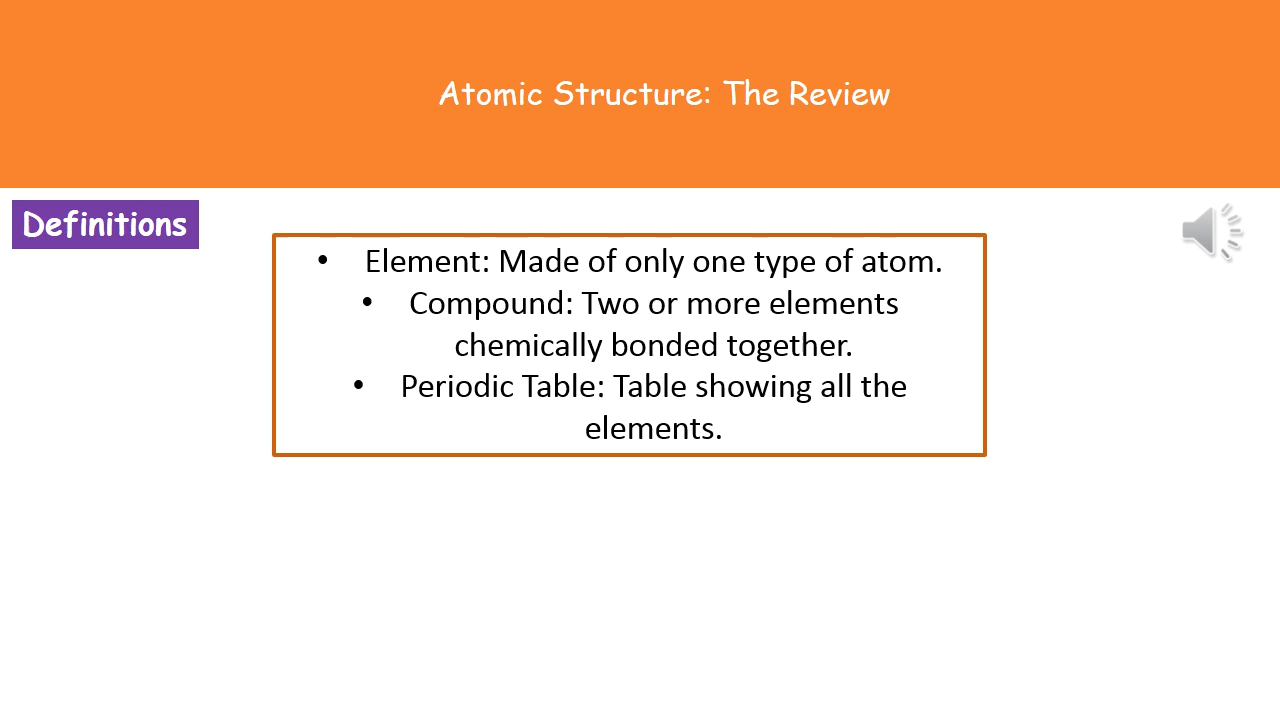 Atomic Structure: The Review
Definitions
• Element: Made of only one type of atom.
• Compound: Two or more elements
chemically bonded together.
• Periodic Table: Table showing all the
elements.